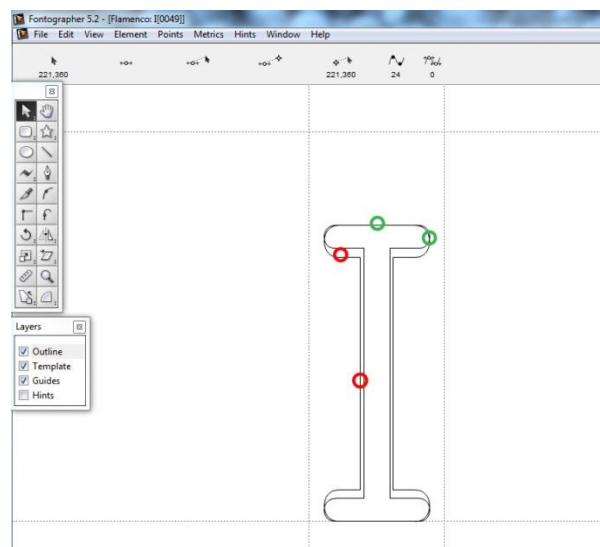 Fontographer 5.2 - [Flamenco: I[0049]]
File Edit View Element Points Metrics Hints Window Help
221,360 221,360 24 0
Layers
Outline
Template
Guides
Hints